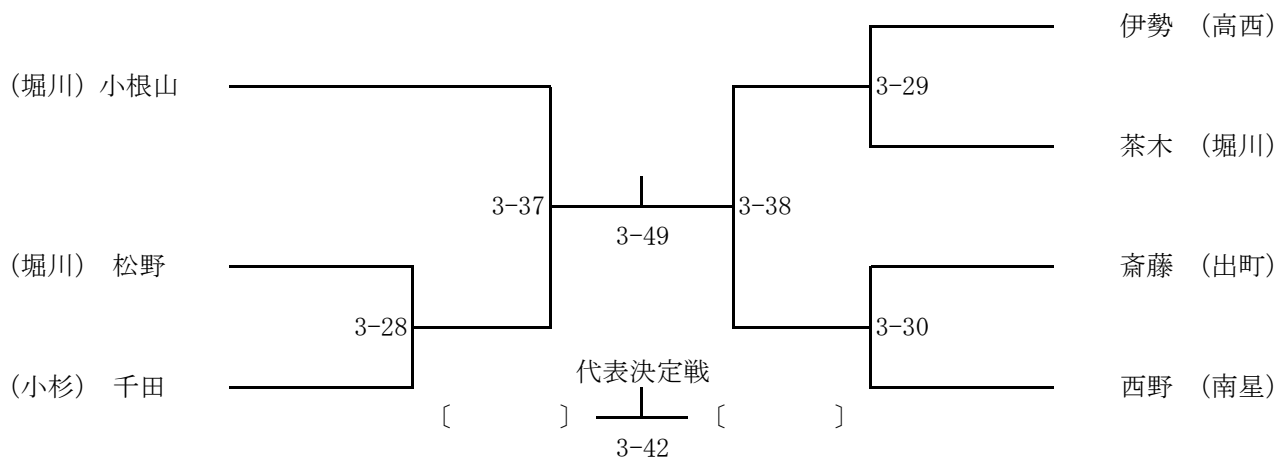 伊勢 (高西)
(堀川) 小根山
3-29
茶木 (堀川)
3-37
3-38
3-49
(堀川) 松野
斎藤 (出町)
3-28
3-30
代表決定戦
(小杉) 千田
西野 (南星)
〔 〕 〔 〕
3-42